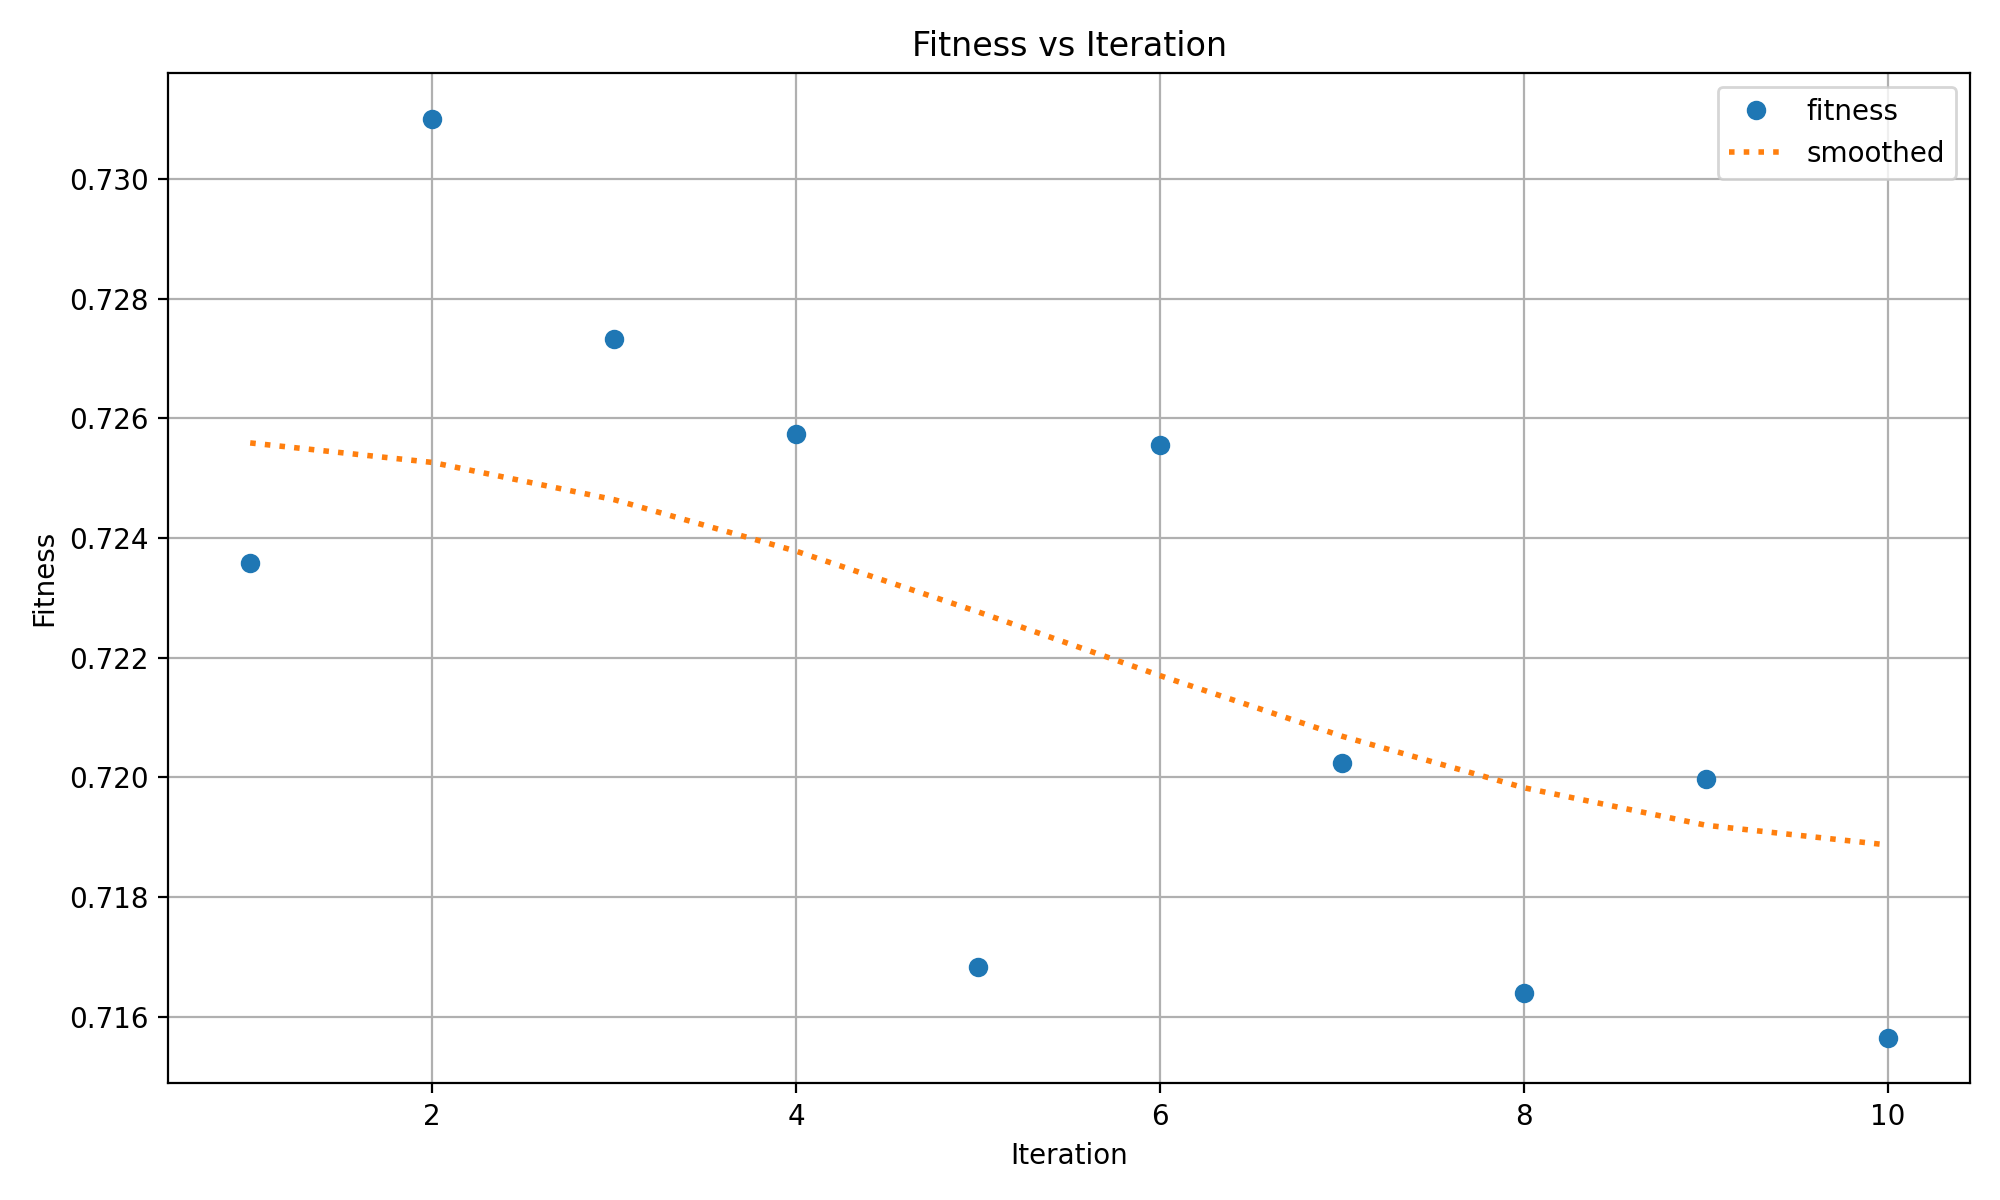 Fitness vs Iteration
fitness
smoothed
0.730
0.728
0.726
0.724
0.722
0.720
0.718
0.716
Fitness
2 4 6 8 10
Iteration